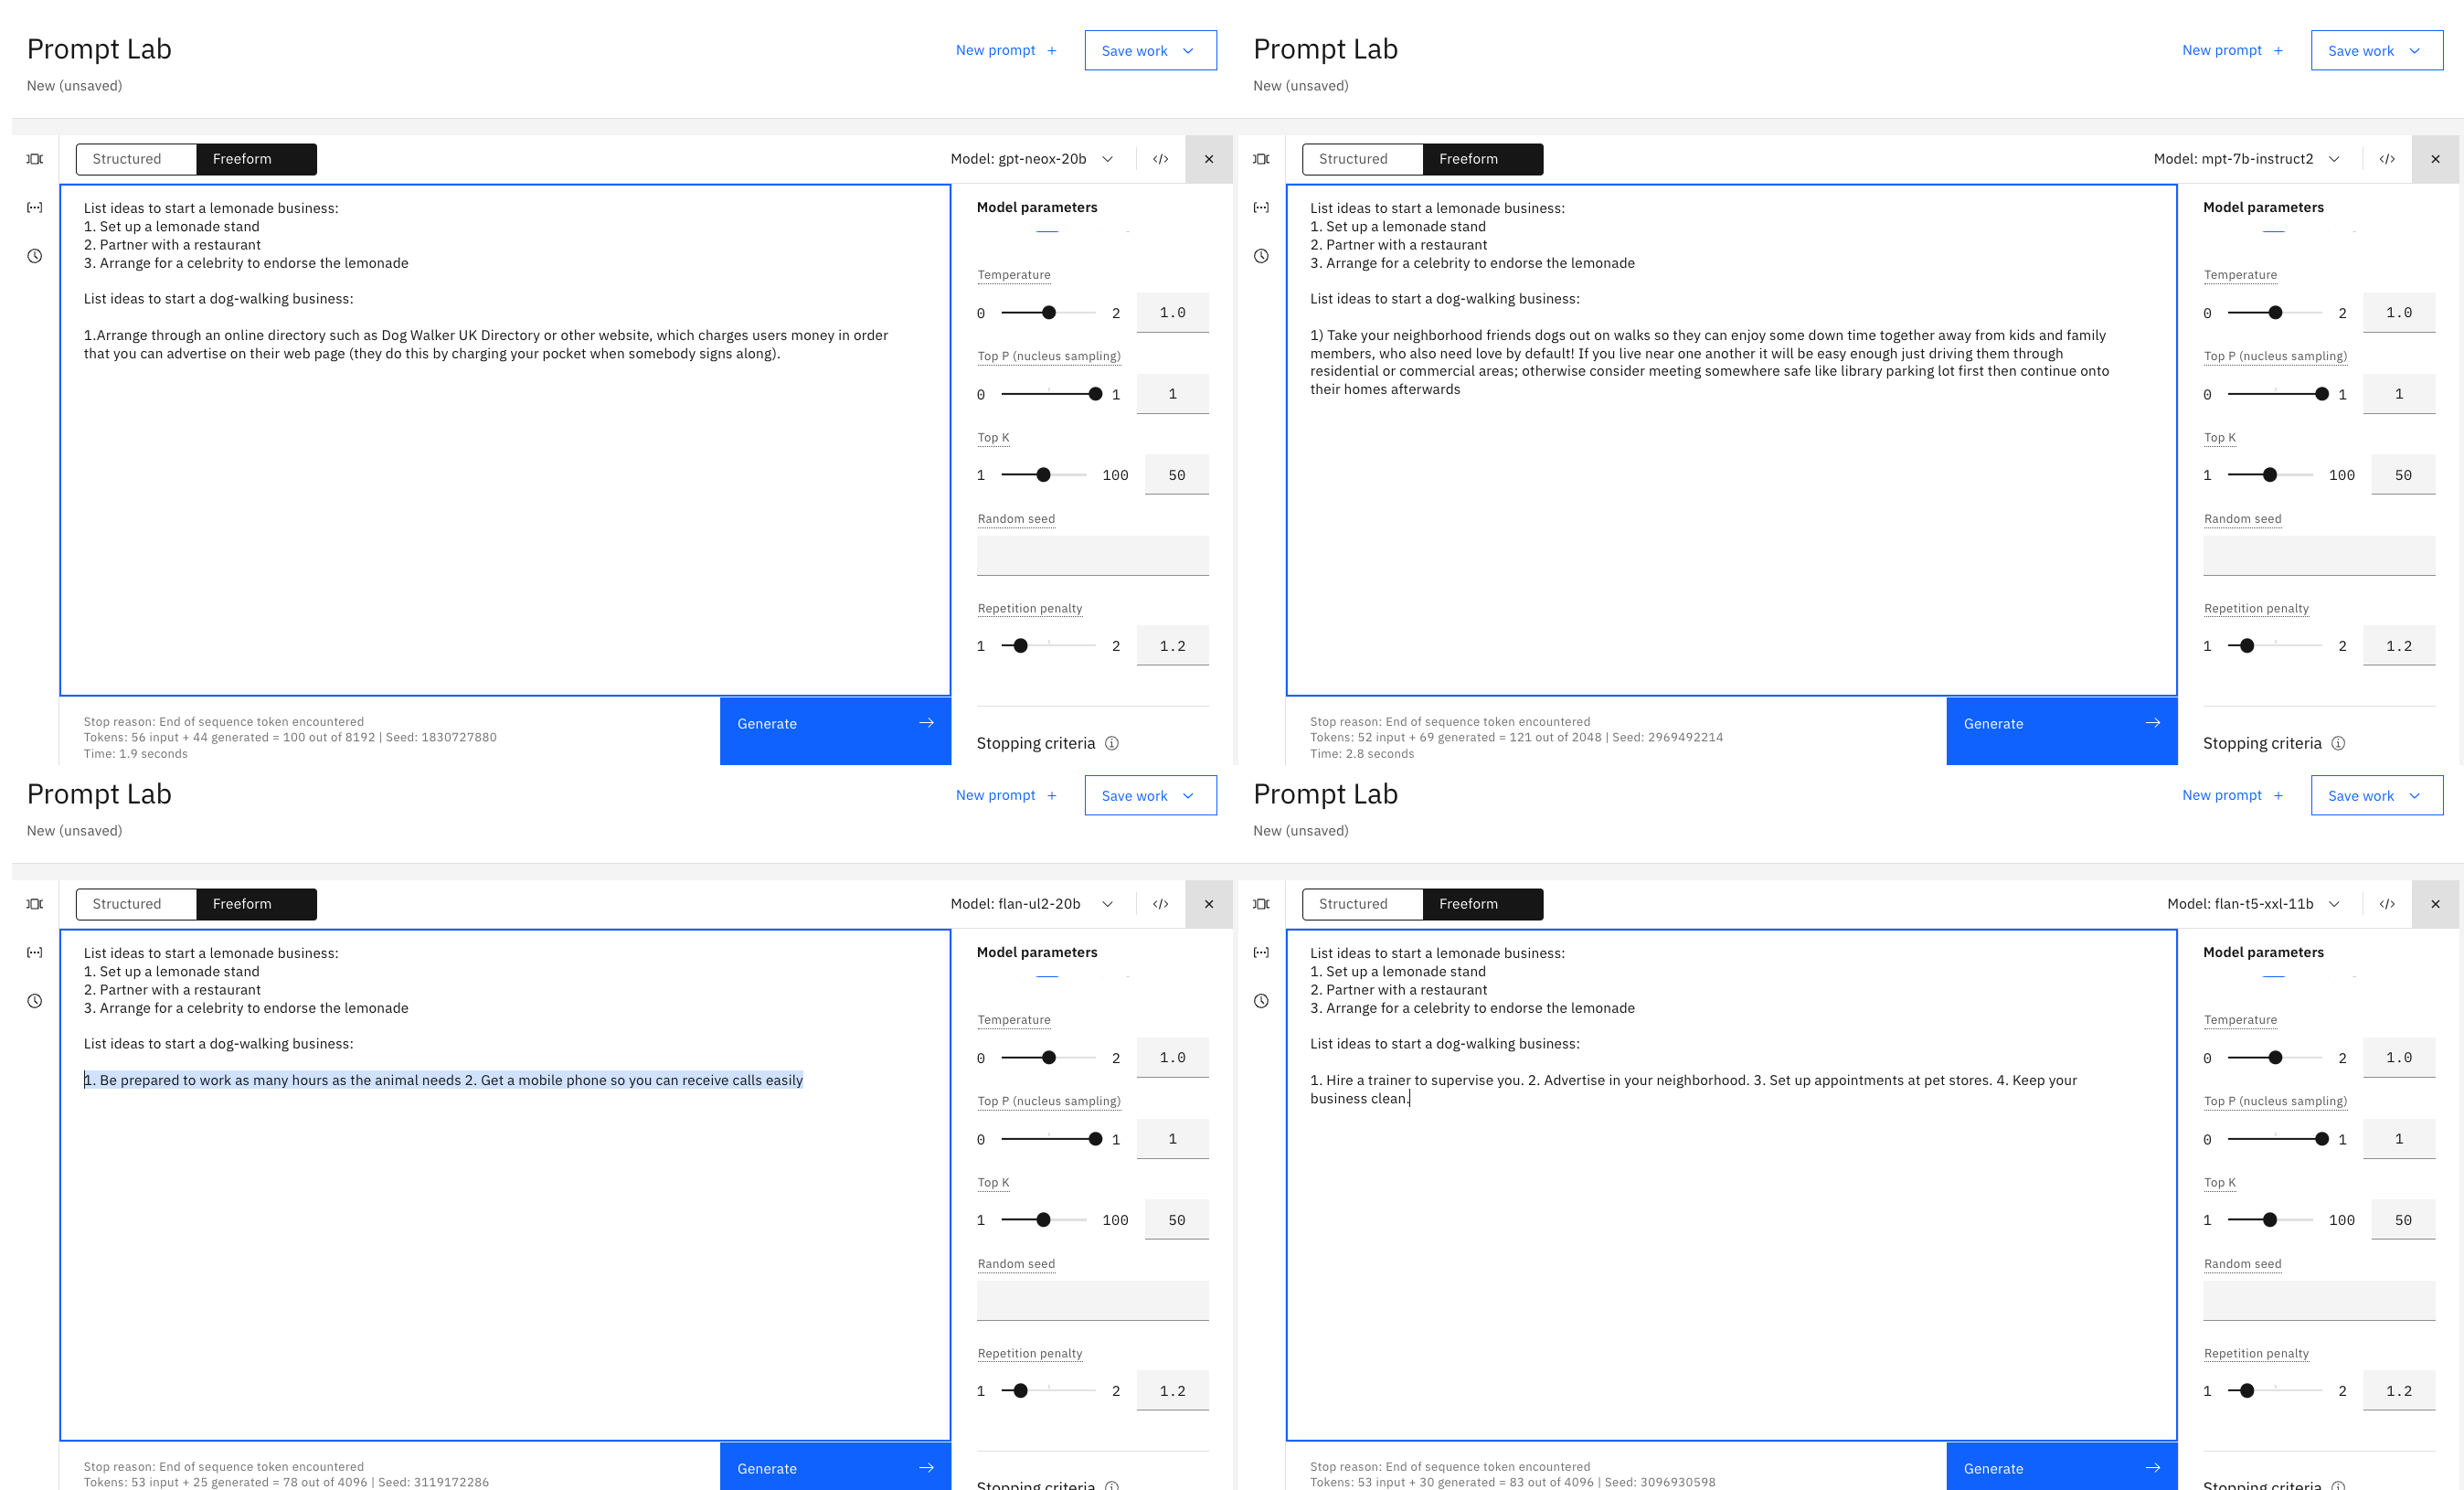 Prompt Lab
New prompt +
Save work
New (unsaved)
Structured
Freeform
Model: gpt-neox-20b
</>
List ideas to start a lemonade business:
1. Set up a lemonade stand
2. Partner with a restaurant
3. Arrange for a celebrity to endorse the lemonade
List ideas to start a dog-walking business:
1.Arrange through an online directory such as Dog Walker UK Directory or other website, which charges users money in order
that you can advertise on their web page (they do this by charging your pocket when somebody signs along).
Model parameters
Temperature
0 2 1.0
Top P (nucleus sampling)
0 1 1
Top K
1 100 50
Random seed
Repetition penalty
1 2 1.2
Stopping criteria
Stop reason: End of sequence token encountered
Tokens: 56 input + 44 generated = 100 out of 8192 | Seed: 1830727880
Time: 1.9 seconds
Generate
Prompt Lab
New prompt +
Save work
New (unsaved)
Structured
Freeform
Model: mpt-7b-instruct2
</>
List ideas to start a lemonade business:
1. Set up a lemonade stand
2. Partner with a restaurant
3. Arrange for a celebrity to endorse the lemonade
List ideas to start a dog-walking business:
1) Take your neighborhood friends dogs out on walks so they can enjoy some down time together away from kids and family
members, who also need love by default! If you live near one another it will be easy enough just driving them through
residential or commercial areas; otherwise consider meeting somewhere safe like library parking lot first then continue onto
their homes afterwards
Model parameters
Temperature
0 2 1.0
Top P (nucleus sampling)
0 1 1
Top K
1 100 50
Random seed
Repetition penalty
1 2 1.2
Stopping criteria
Stop reason: End of sequence token encountered
Tokens: 52 input + 69 generated = 121 out of 2048 | Seed: 2969492214
Time: 2.8 seconds
Generate
Prompt Lab
New prompt +
Save work
New (unsaved)
Structured
Freeform
Model: flan-ul2-20b
</>
List ideas to start a lemonade business:
1. Set up a lemonade stand
2. Partner with a restaurant
3. Arrange for a celebrity to endorse the lemonade
List ideas to start a dog-walking business:
1. Be prepared to work as many hours as the animal needs 2. Get a mobile phone so you can receive calls easily
Model parameters
Temperature
0 2 1.0
Top P (nucleus sampling)
0 1 1
Top K
1 100 50
Random seed
Repetition penalty
1 2 1.2
Stopping criteria
Stop reason: End of sequence token encountered
Tokens: 53 input + 25 generated = 78 out of 4096 | Seed: 3119172286
Generate
Prompt Lab
New prompt +
Save work
New (unsaved)
Structured
Freeform
Model: flan-t5-xxl-11b
</>
List ideas to start a lemonade business:
1. Set up a lemonade stand
2. Partner with a restaurant
3. Arrange for a celebrity to endorse the lemonade
List ideas to start a dog-walking business:
1. Hire a trainer to supervise you. 2. Advertise in your neighborhood. 3. Set up appointments at pet stores. 4. Keep your
business clean.
Model parameters
Temperature
0 2 1.0
Top P (nucleus sampling)
0 1 1
Top K
1 100 50
Random seed
Repetition penalty
1 2 1.2
Stopping criteria
Stop reason: End of sequence token encountered
Tokens: 53 input + 30 generated = 83 out of 4096 | Seed: 3096930598
Generate